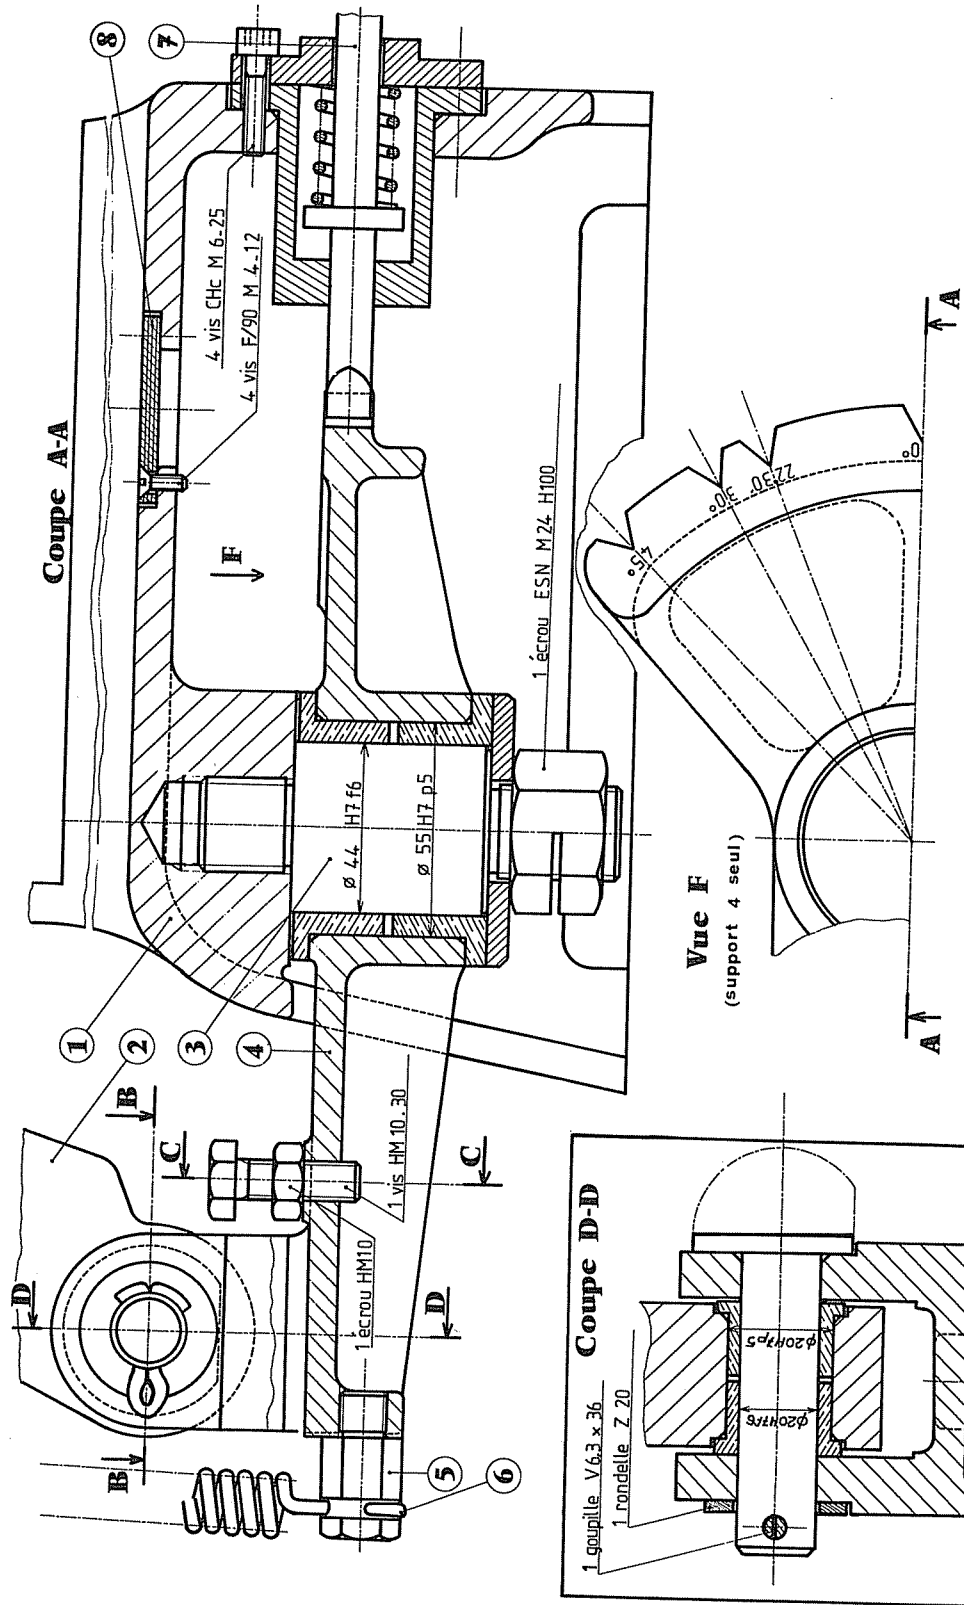 Coupe A-A
8
7
4 vis CHc M 6-25
4 vis F/90 M 4-12
F
1 écrou ESN M24 H100
ø 44 H7 f6
ø 55 H7 p5
1
2
3
4
B
C
D
1 vis HM 10.30
1 écrou HM10
C
D
B
5
6
Vue F
(support 4 seul)
45°
30°
22°30'
0°
A
A
Coupe D-D
1 goupille V 6,3 x 36
1 rondelle Z 20
ø20H7f6